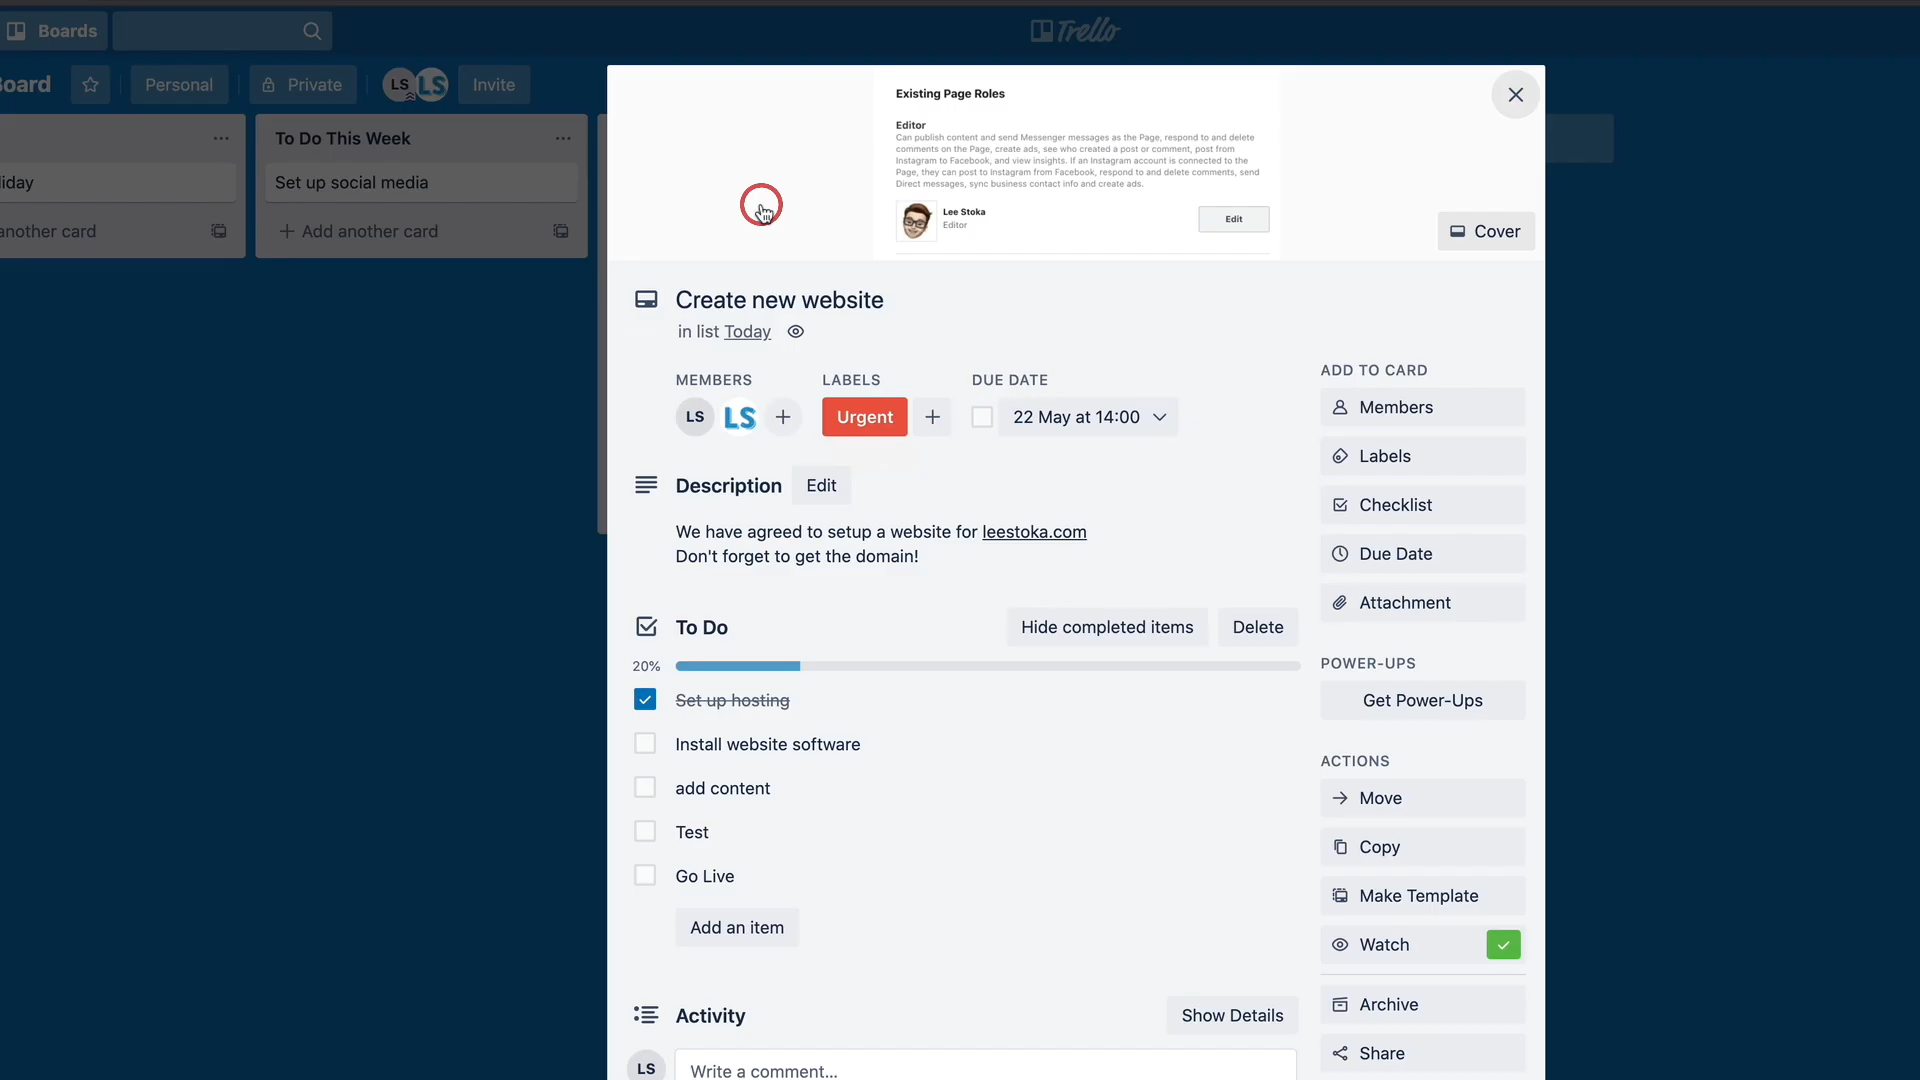 Boards
Trello
Board
Personal
Private
LS
LS
Invite
liday
another card
To Do This Week
Set up social media
Add another card
Existing Page Roles
Editor
Can publish content and send Messenger messages as the Page, respond to and delete
comments on the Page, create ads, see who created a post or comment, post from
Instagram to Facebook, and view insights. If an Instagram account is connected to the
Page, they can post to Instagram from Facebook, respond to and delete comments, send
Direct messages, sync business contact info and create ads.
Lee Stoka
Editor
Edit
Cover
Create new website
in list Today
MEMBERS
LS
LS
LABELS
Urgent
DUE DATE
22 May at 14:00
Description
Edit
We have agreed to setup a website for leestoka.com
Don't forget to get the domain!
To Do
Hide completed items
Delete
20%
Set up hosting
Install website software
add content
Test
Go Live
Add an item
Activity
Show Details
LS
Write a comment...
ADD TO CARD
Members
Labels
Checklist
Due Date
Attachment
POWER-UPS
Get Power-Ups
ACTIONS
Move
Copy
Make Template
Watch
Archive
Share